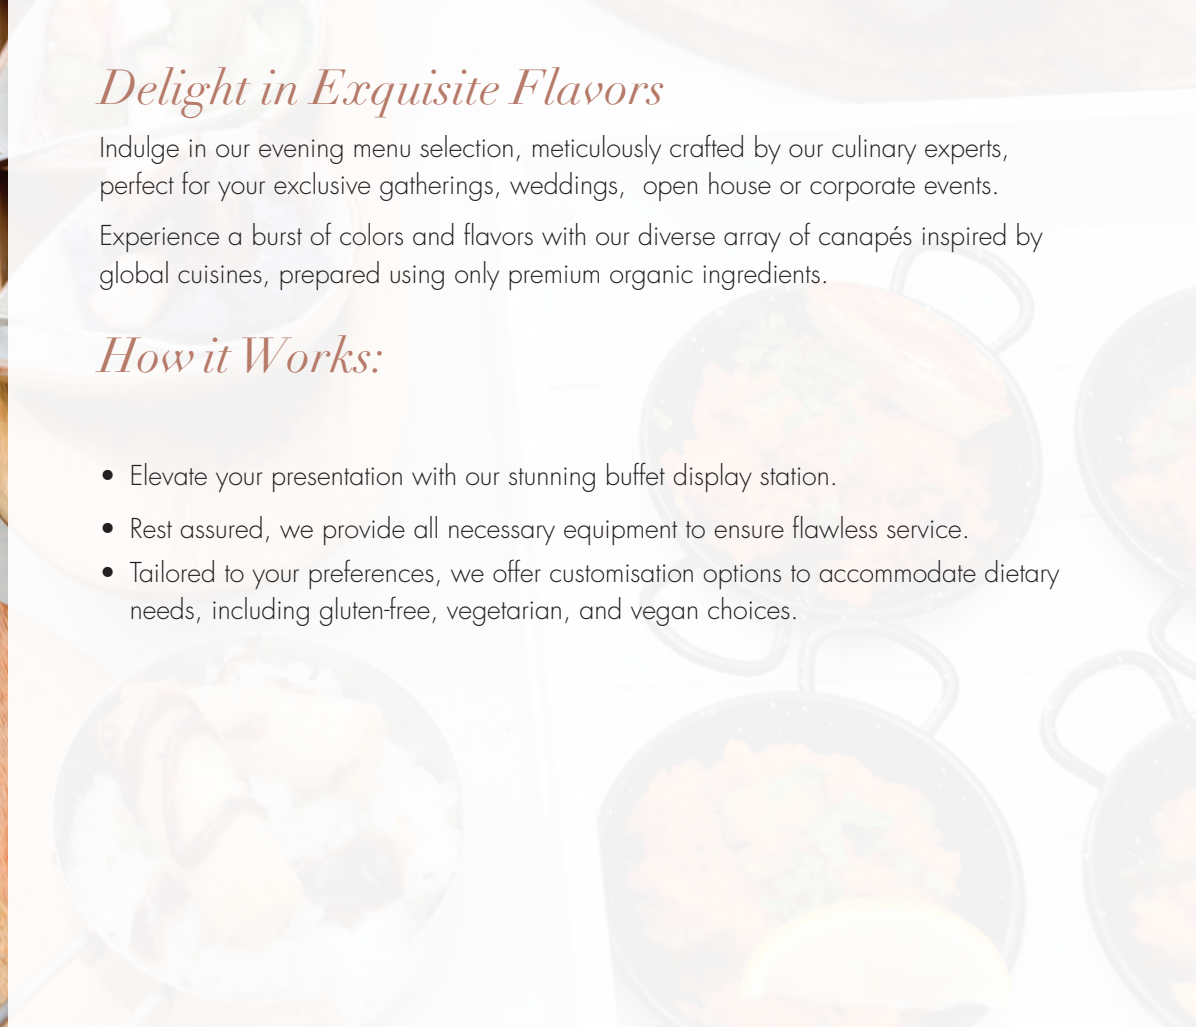 Delight in Exquisite Flavors
Indulge in our evening menu selection, meticulously crafted by our culinary experts,
perfect for your exclusive gatherings, weddings,  open house or corporate events.
Experience a burst of colors and flavors with our diverse array of canapés inspired by
global cuisines, prepared using only premium organic ingredients.
How it Works:
• Elevate your presentation with our stunning buffet display station.
• Rest assured, we provide all necessary equipment to ensure flawless service.
• Tailored to your preferences, we offer customisation options to accommodate dietary
needs, including gluten-free, vegetarian, and vegan choices.